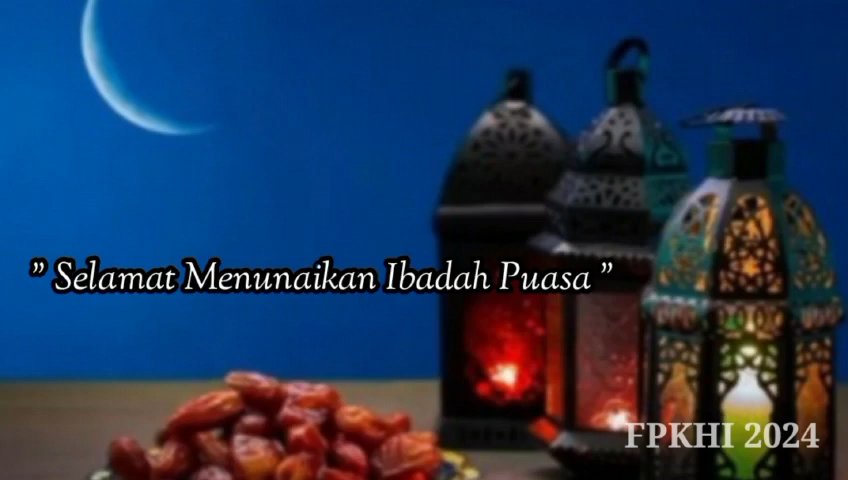 ” Selamat Menunaikan Ibadah Puasa ”
FPKHI 2024